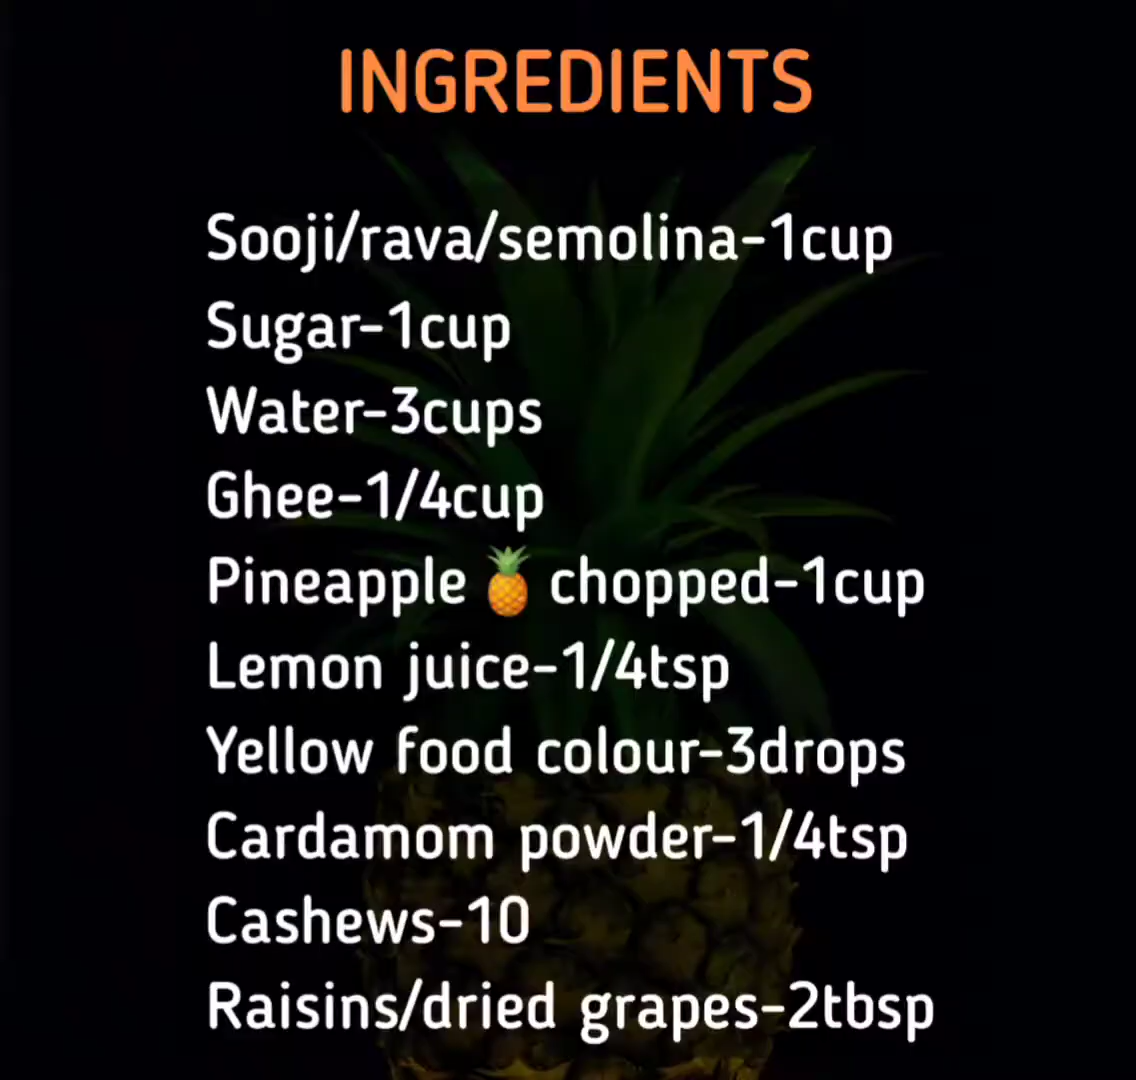 INGREDIENTS
Sooji/rava/semolina-1cup
Sugar-1cup
Water-3cups
Ghee-1/4cup
Pineapple 🍍 chopped-1cup
Lemon juice-1/4tsp
Yellow food colour-3drops
Cardamom powder-1/4tsp
Cashews-10
Raisins/dried grapes-2tbsp